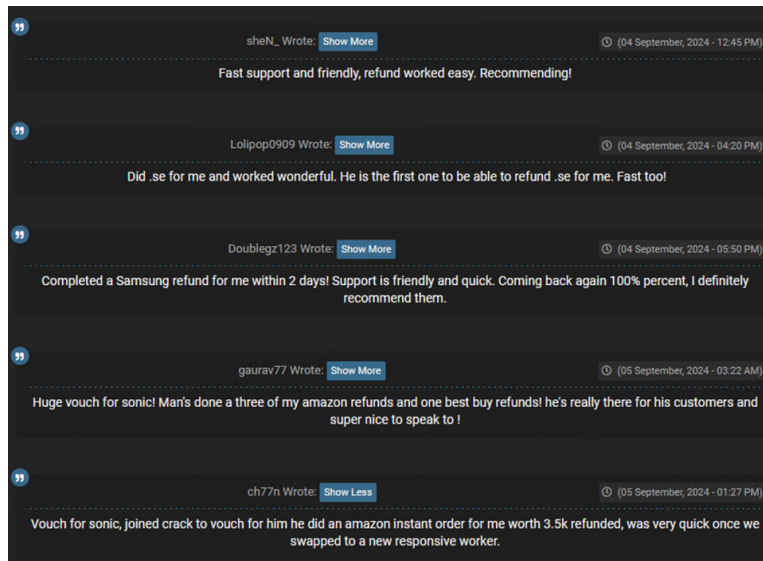 sheN_ Wrote: Show More (04 September, 2024 - 12:45 PM)
Fast support and friendly, refund worked easy. Recommending!
Lolipop0909 Wrote: Show More (04 September, 2024 - 04:20 PM)
Did .se for me and worked wonderful. He is the first one to be able to refund .se for me. Fast too!
Doublegz123 Wrote: Show More (04 September, 2024 - 05:50 PM)
Completed a Samsung refund for me within 2 days! Support is friendly and quick. Coming back again 100% percent, I definitely
recommend them.
gaurav77 Wrote: Show More (05 September, 2024 - 03:22 AM)
Huge vouch for sonic! Man's done a three of my amazon refunds and one best buy refunds! he's really there for his customers and
super nice to speak to !
ch77n Wrote: Show Less (05 September, 2024 - 01:27 PM)
Vouch for sonic, joined crack to vouch for him he did an amazon instant order for me worth 3.5k refunded, was very quick once we
swapped to a new responsive worker.